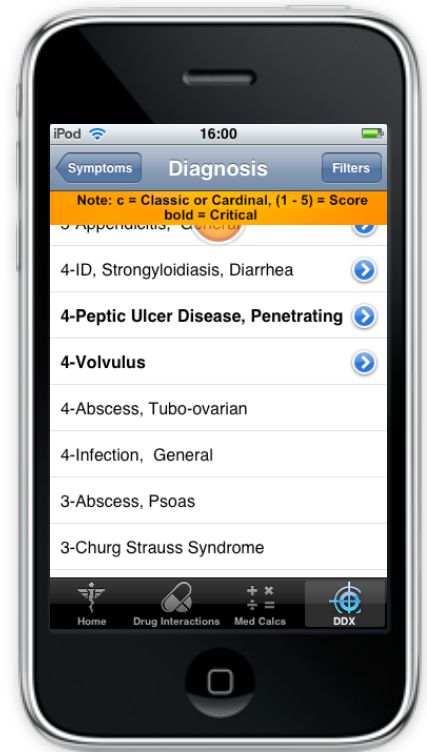 iPod
16:00
Symptoms
Diagnosis
Filters
Note: c = Classic or Cardinal, (1 - 5) = Score
bold = Critical
Appendicitis, General
4-ID, Strongyloidiasis, Diarrhea
4-Peptic Ulcer Disease, Penetrating
4-Volvulus
4-Abscess, Tubo-ovarian
4-Infection, General
3-Abscess, Psoas
3-Churg Strauss Syndrome
Home
Drug Interactions
Med Calcs
DDX